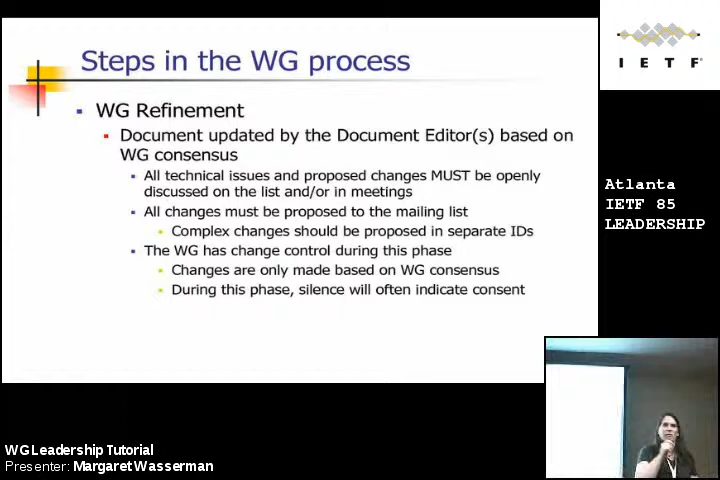 Steps in the WG process
WG Refinement
Document updated by the Document Editor(s) based on
WG consensus
All technical issues and proposed changes MUST be openly
discussed on the list and/or in meetings
All changes must be proposed to the mailing list
Complex changes should be proposed in separate IDs
The WG has change control during this phase
Changes are only made based on WG consensus
During this phase, silence will often indicate consent
I E T F®
Atlanta
IETF 85
LEADERSHIP
WG Leadership Tutorial
Presenter: Margaret Wasserman